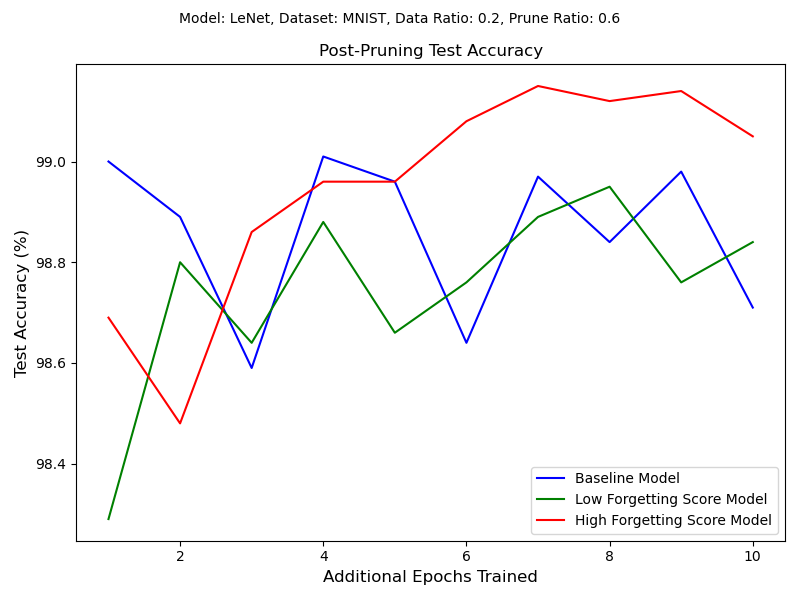 Model: LeNet, Dataset: MNIST, Data Ratio: 0.2, Prune Ratio: 0.6
Post-Pruning Test Accuracy
Test Accuracy (%)
99.0
98.8
98.6
98.4
Baseline Model
Low Forgetting Score Model
High Forgetting Score Model
2 4 6 8 10
Additional Epochs Trained